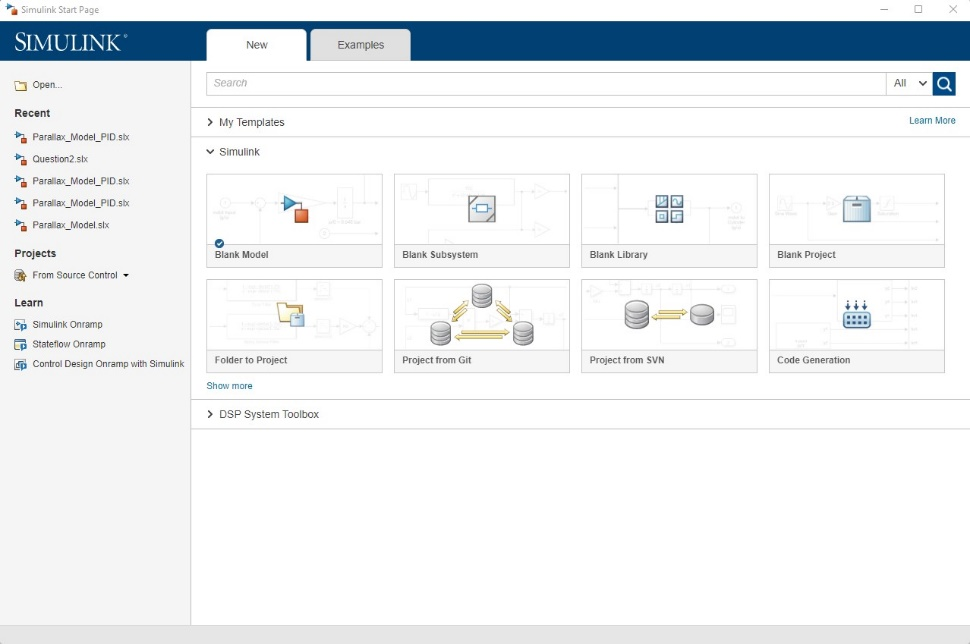 Simulink Start Page
SIMULINK®
New
Examples
Open...
Recent
Parallax_Model_PID.slx
Question2.slx
Parallax_Model_PID.slx
Parallax_Model_PID.slx
Parallax_Model.slx
Projects
From Source Control
Learn
Simulink Onramp
Stateflow Onramp
Control Design Onramp with Simulink
Search
All
My Templates
Learn More
Simulink
Blank Model
Blank Subsystem
Blank Library
Blank Project
Folder to Project
Project from Git
Project from SVN
Code Generation
Show more
DSP System Toolbox